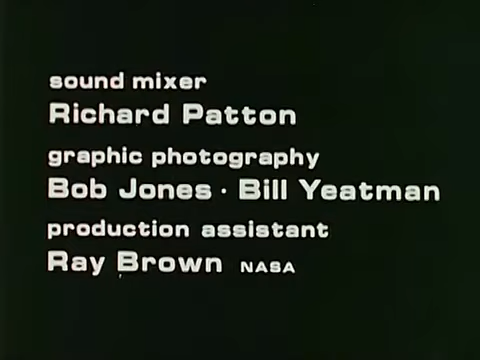 sound mixer
Richard Patton
graphic photography
Bob Jones · Bill Yeatman
production assistant
Ray Brown NASA